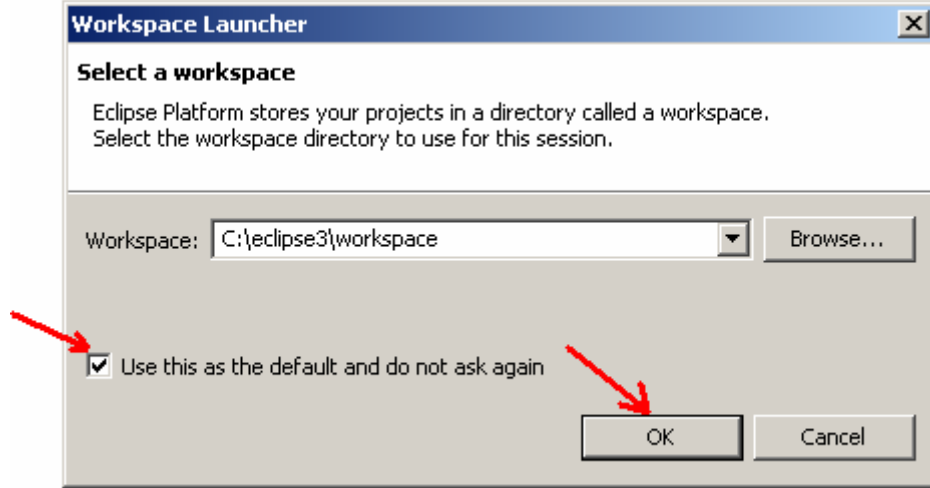 Workspace Launcher
Select a workspace
Eclipse Platform stores your projects in a directory called a workspace.
Select the workspace directory to use for this session.
Workspace: C:\eclipse3\workspace Browse...
Use this as the default and do not ask again
OK Cancel